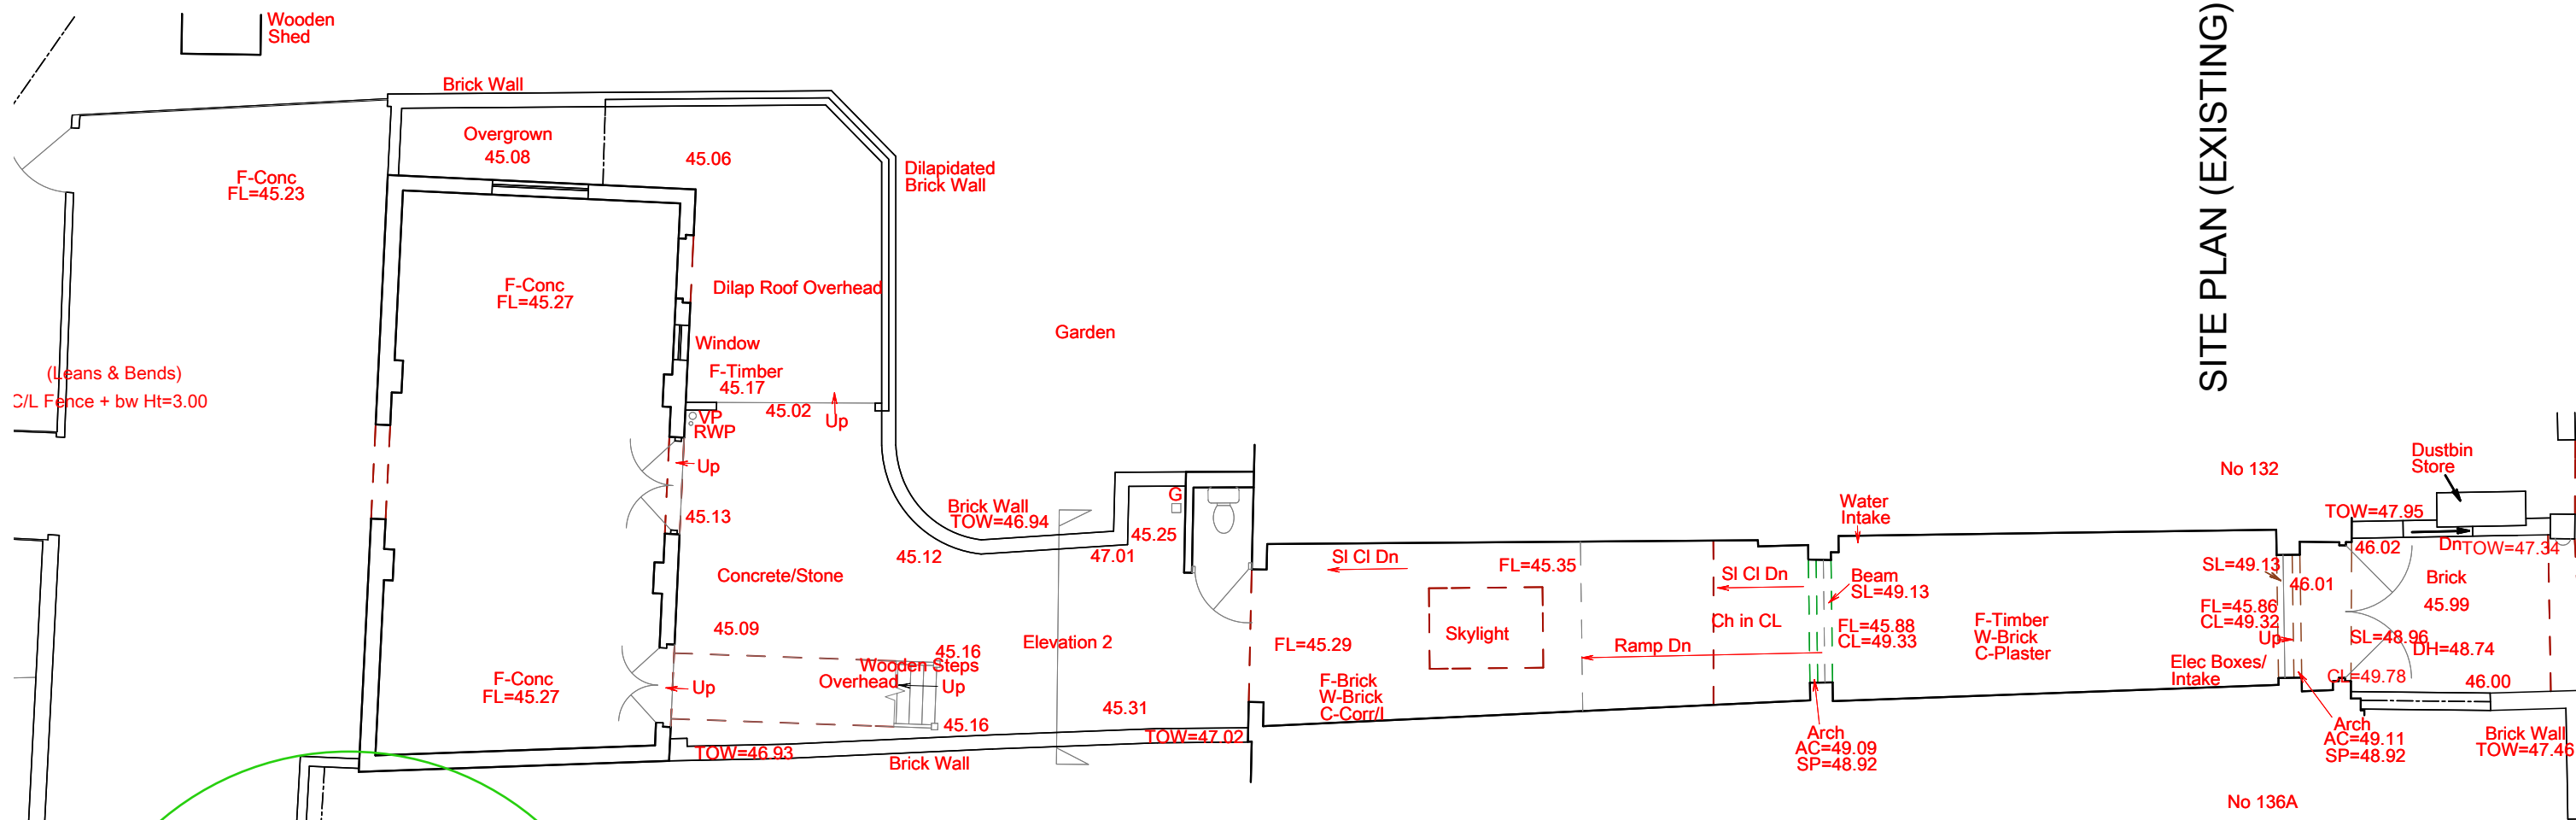 Wooden
Shed
SITE PLAN (EXISTING)
Brick Wall
Overgrown
45.08
45.06
Dilapidated
Brick Wall
F-Conc
FL=45.23
F-Conc
FL=45.27
Dilap Roof Overhead
Garden
Window
F-Timber
45.17
(Leans & Bends)
C/L Fence + bw Ht=3.00
45.02
Up
VP
RWP
Up
45.13
Brick Wall
TOW=46.94
G
45.25
45.12
47.01
Concrete/Stone
45.09
45.16
Wooden Steps
Overhead
Up
Elevation 2
F-Conc
FL=45.27
Up
45.16
45.31
TOW=46.93
TOW=47.02
Brick Wall
Sl Cl Dn
FL=45.35
Sl Cl Dn
Skylight
FL=45.29
Ramp Dn
Ch in CL
F-Brick
W-Brick
C-Corr/I
Water
Intake
Beam
SL=49.13
FL=45.88
CL=49.33
Arch
AC=49.09
SP=48.92
F-Timber
W-Brick
C-Plaster
No 132
Dustbin
Store
TOW=47.95
46.02
Dn
TOW=47.34
SL=49.13
46.01
Brick
45.99
FL=45.86
CL=49.32
Up
SL=48.96
DH=48.74
Elec Boxes/
Intake
CL=49.78
46.00
Arch
AC=49.11
SP=48.92
Brick Wall
TOW=47.46
No 136A